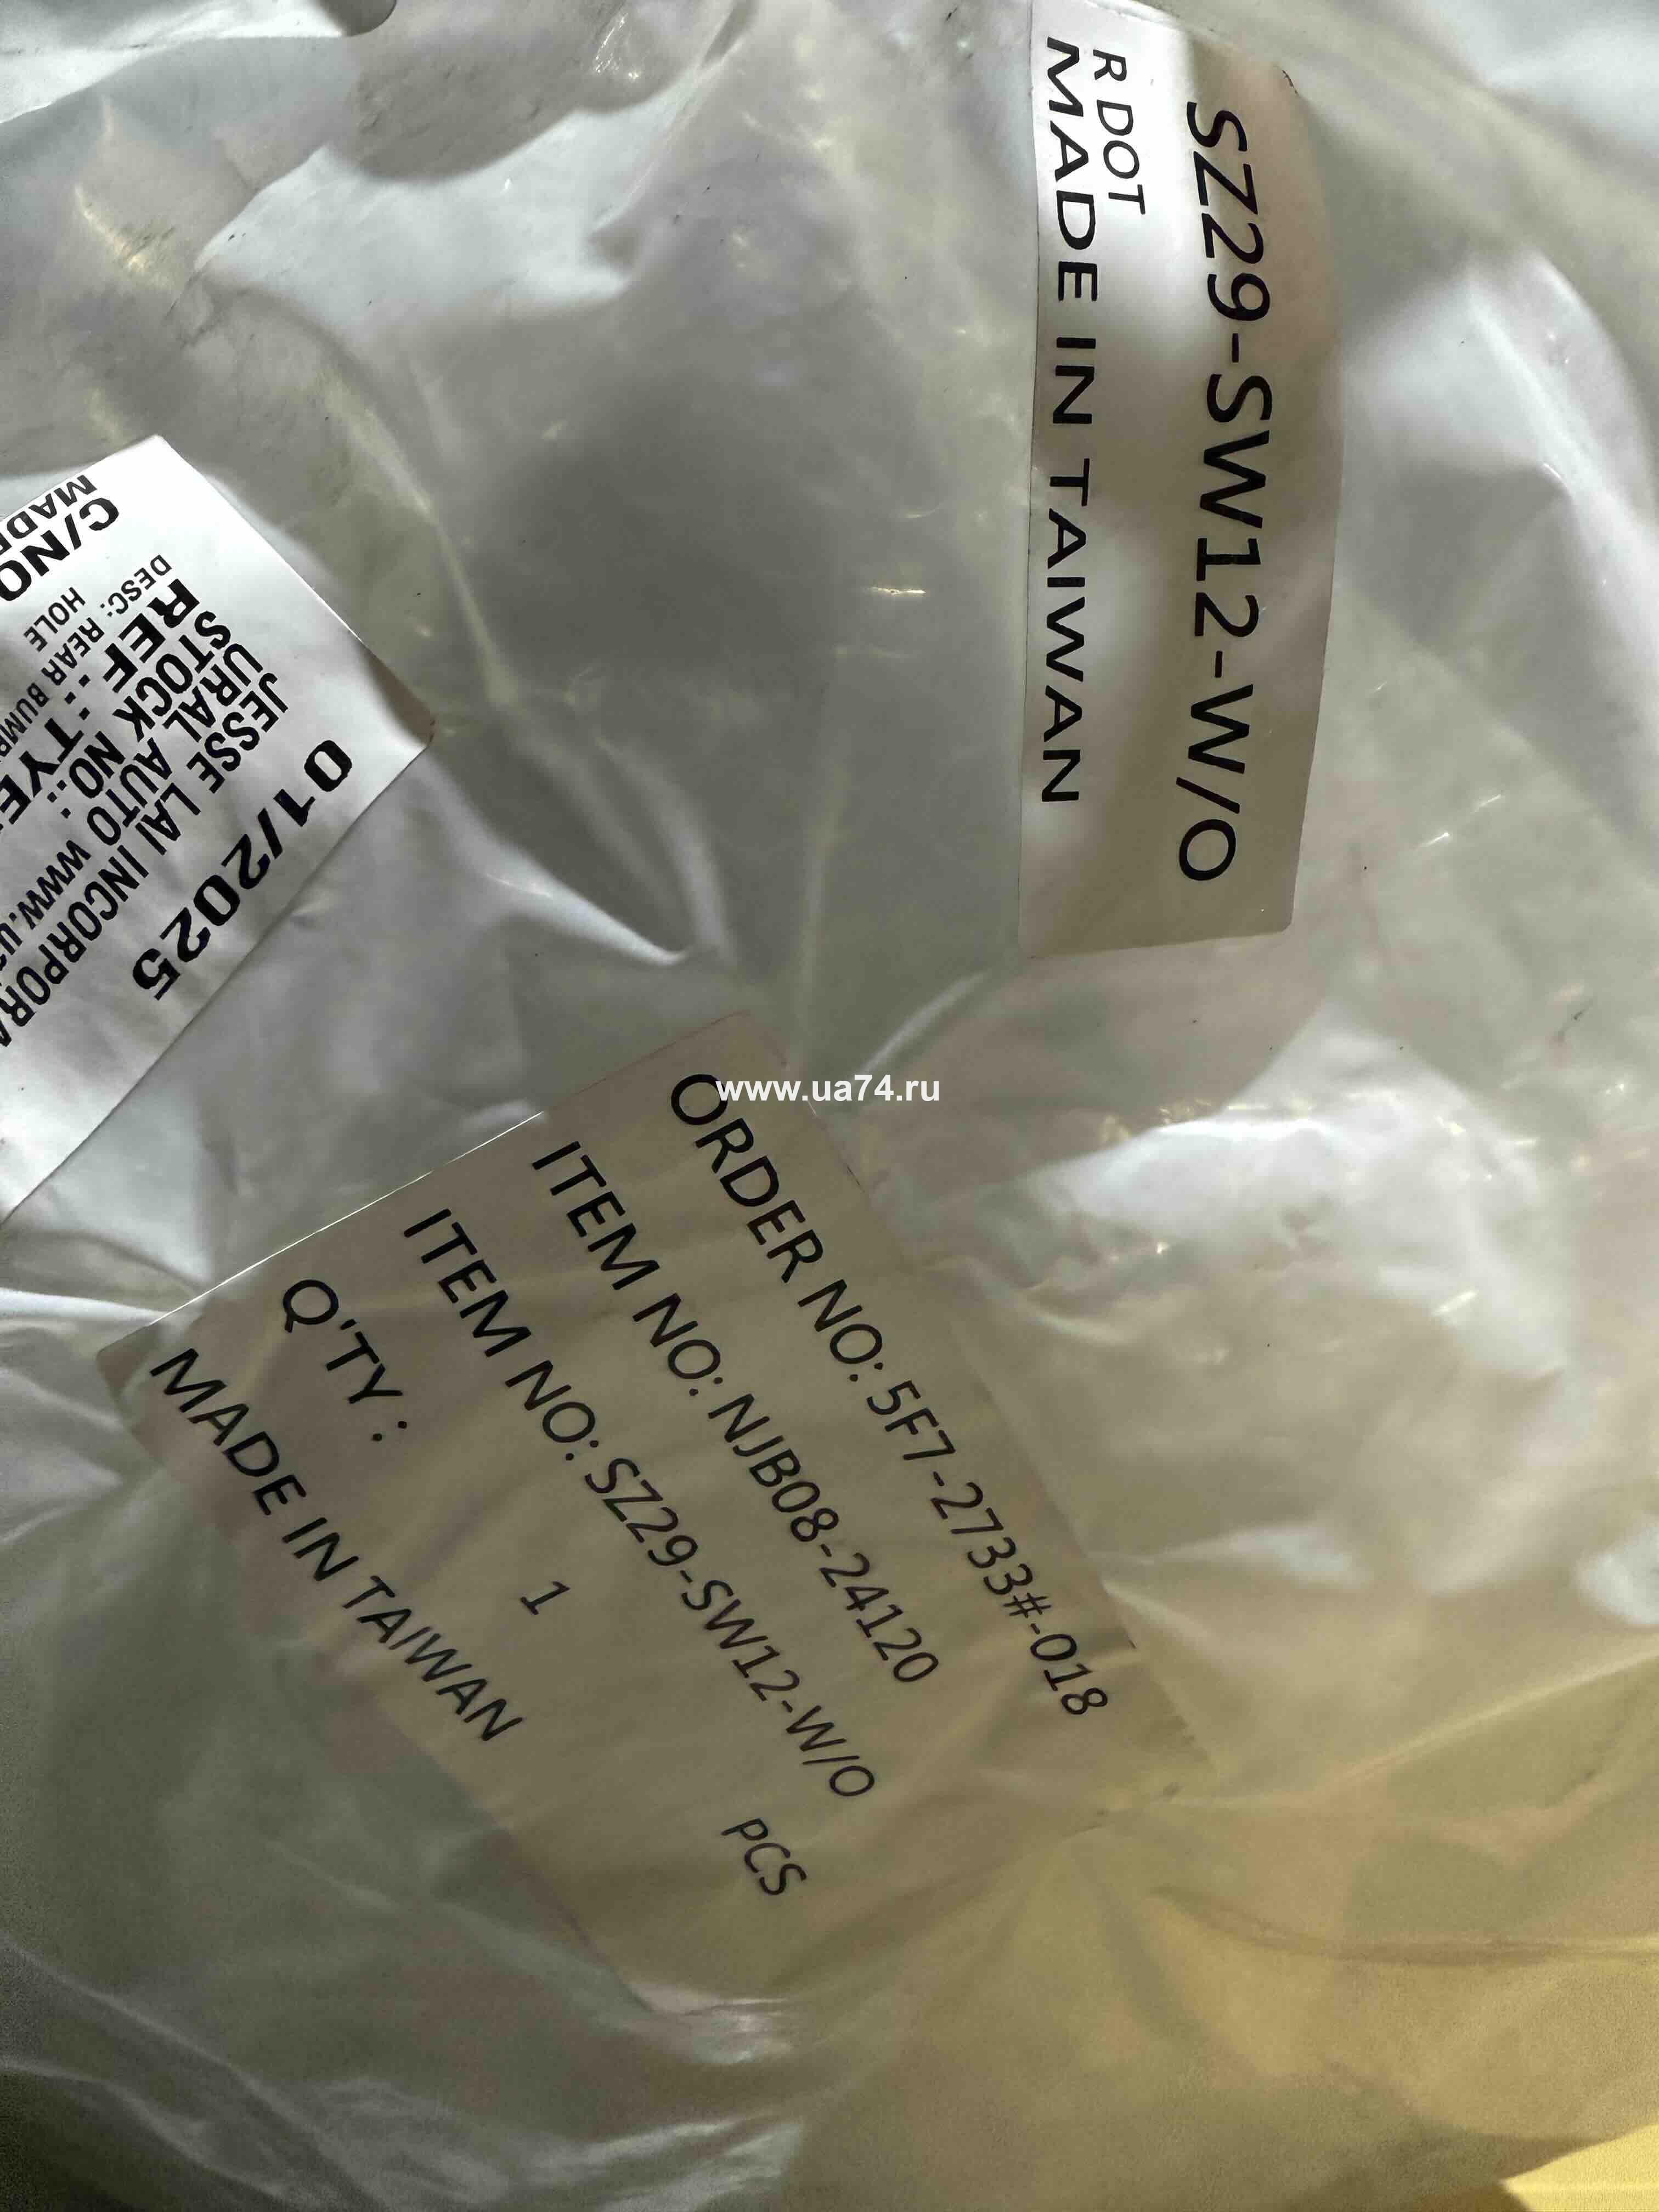 SZ29-SW12-W/O
R DOT
MADE IN TAIWAN
01/2025
JESSE LAI
URAL AUTO
STOCK NO.:
REF.:
DESC: REAR
HOLE
C/NO
www.ua74.ru
ORDER NO: 5F7-2733#-018
ITEM NO: NJB08-24120
ITEM NO: SZ29-SW12-W/O
Q'TY : 1 PCS
MADE IN TAIWAN